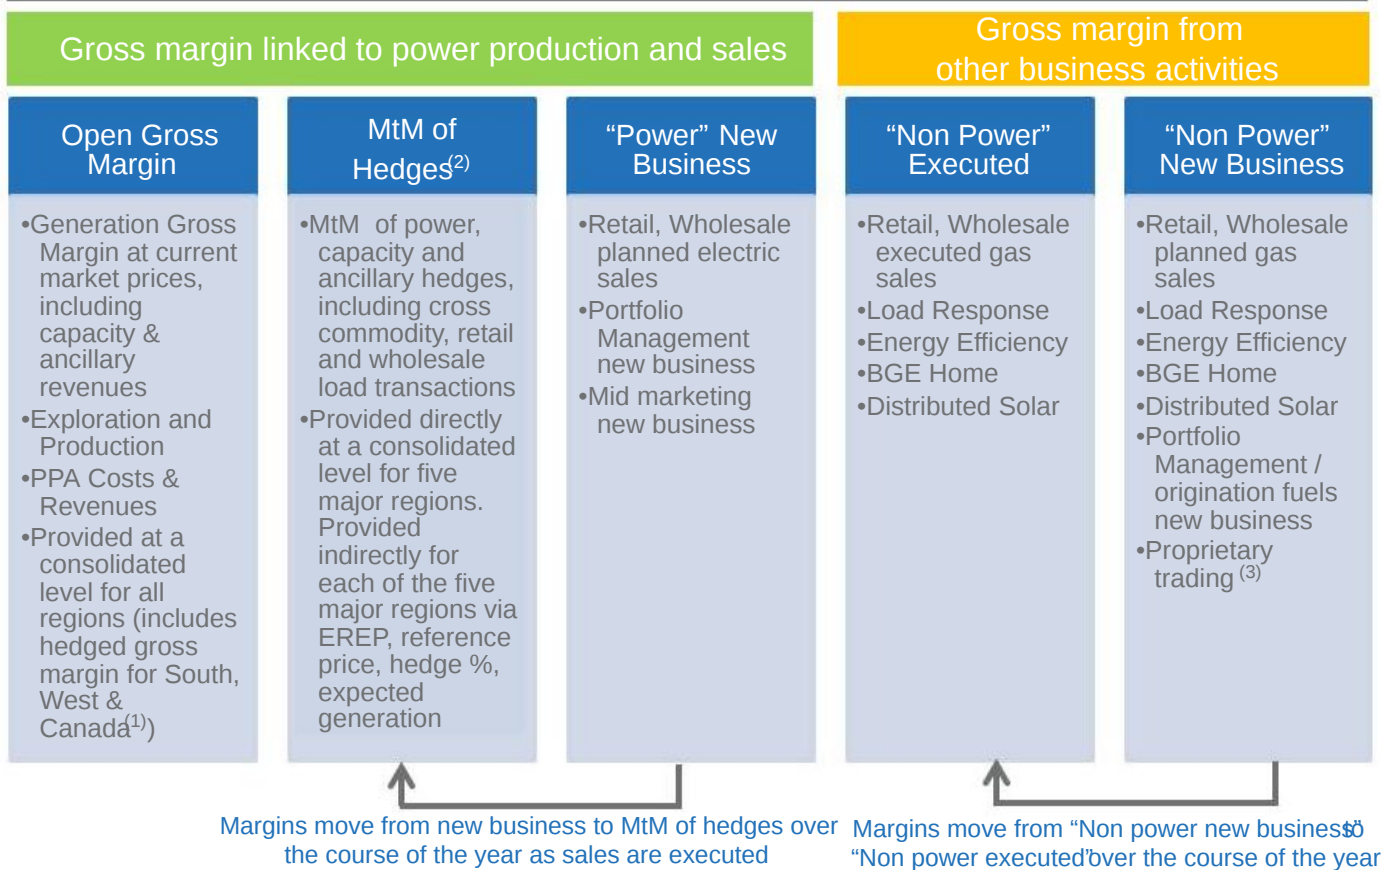 Gross margin linked to power production and sales
Gross margin from
other business activities
Open Gross
Margin
•Generation Gross
Margin at current
market prices,
including
capacity &
ancillary
revenues
•Exploration and
Production
•PPA Costs &
Revenues
•Provided at a
consolidated
level for all
regions (includes
hedged gross
margin for South,
West &
Canada(1))
MtM of
Hedges(2)
•MtM of power,
capacity and
ancillary hedges,
including cross
commodity, retail
and wholesale
load transactions
•Provided directly
at a consolidated
level for five
major regions.
Provided
indirectly for
each of the five
major regions via
EREP, reference
price, hedge %,
expected
generation
“Power” New
Business
•Retail, Wholesale
planned electric
sales
•Portfolio
Management
new business
•Mid marketing
new business
“Non Power”
Executed
•Retail, Wholesale
executed gas
sales
•Load Response
•Energy Efficiency
•BGE Home
•Distributed Solar
“Non Power”
New Business
•Retail, Wholesale
planned gas
sales
•Load Response
•Energy Efficiency
•BGE Home
•Distributed Solar
•Portfolio
Management /
origination fuels
new business
•Proprietary
trading (3)
Margins move from new business to MtM of hedges over
the course of the year as sales are executed
Margins move from “Non power new business” to
“Non power executed” over the course of the year